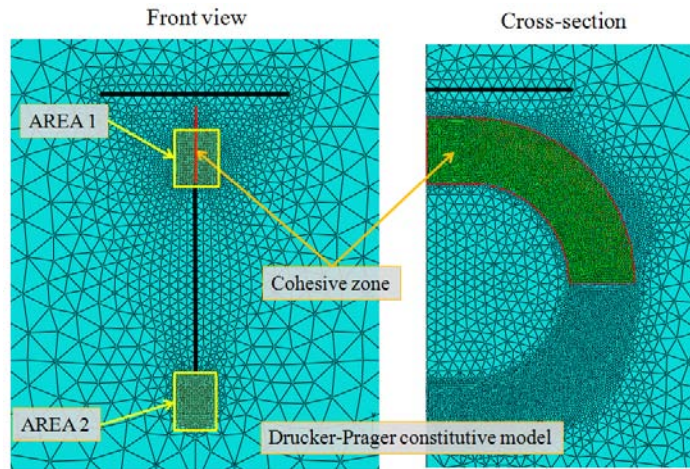 Front view
Cross-section
AREA 1
Cohesive zone
AREA 2
Drucker-Prager constitutive model